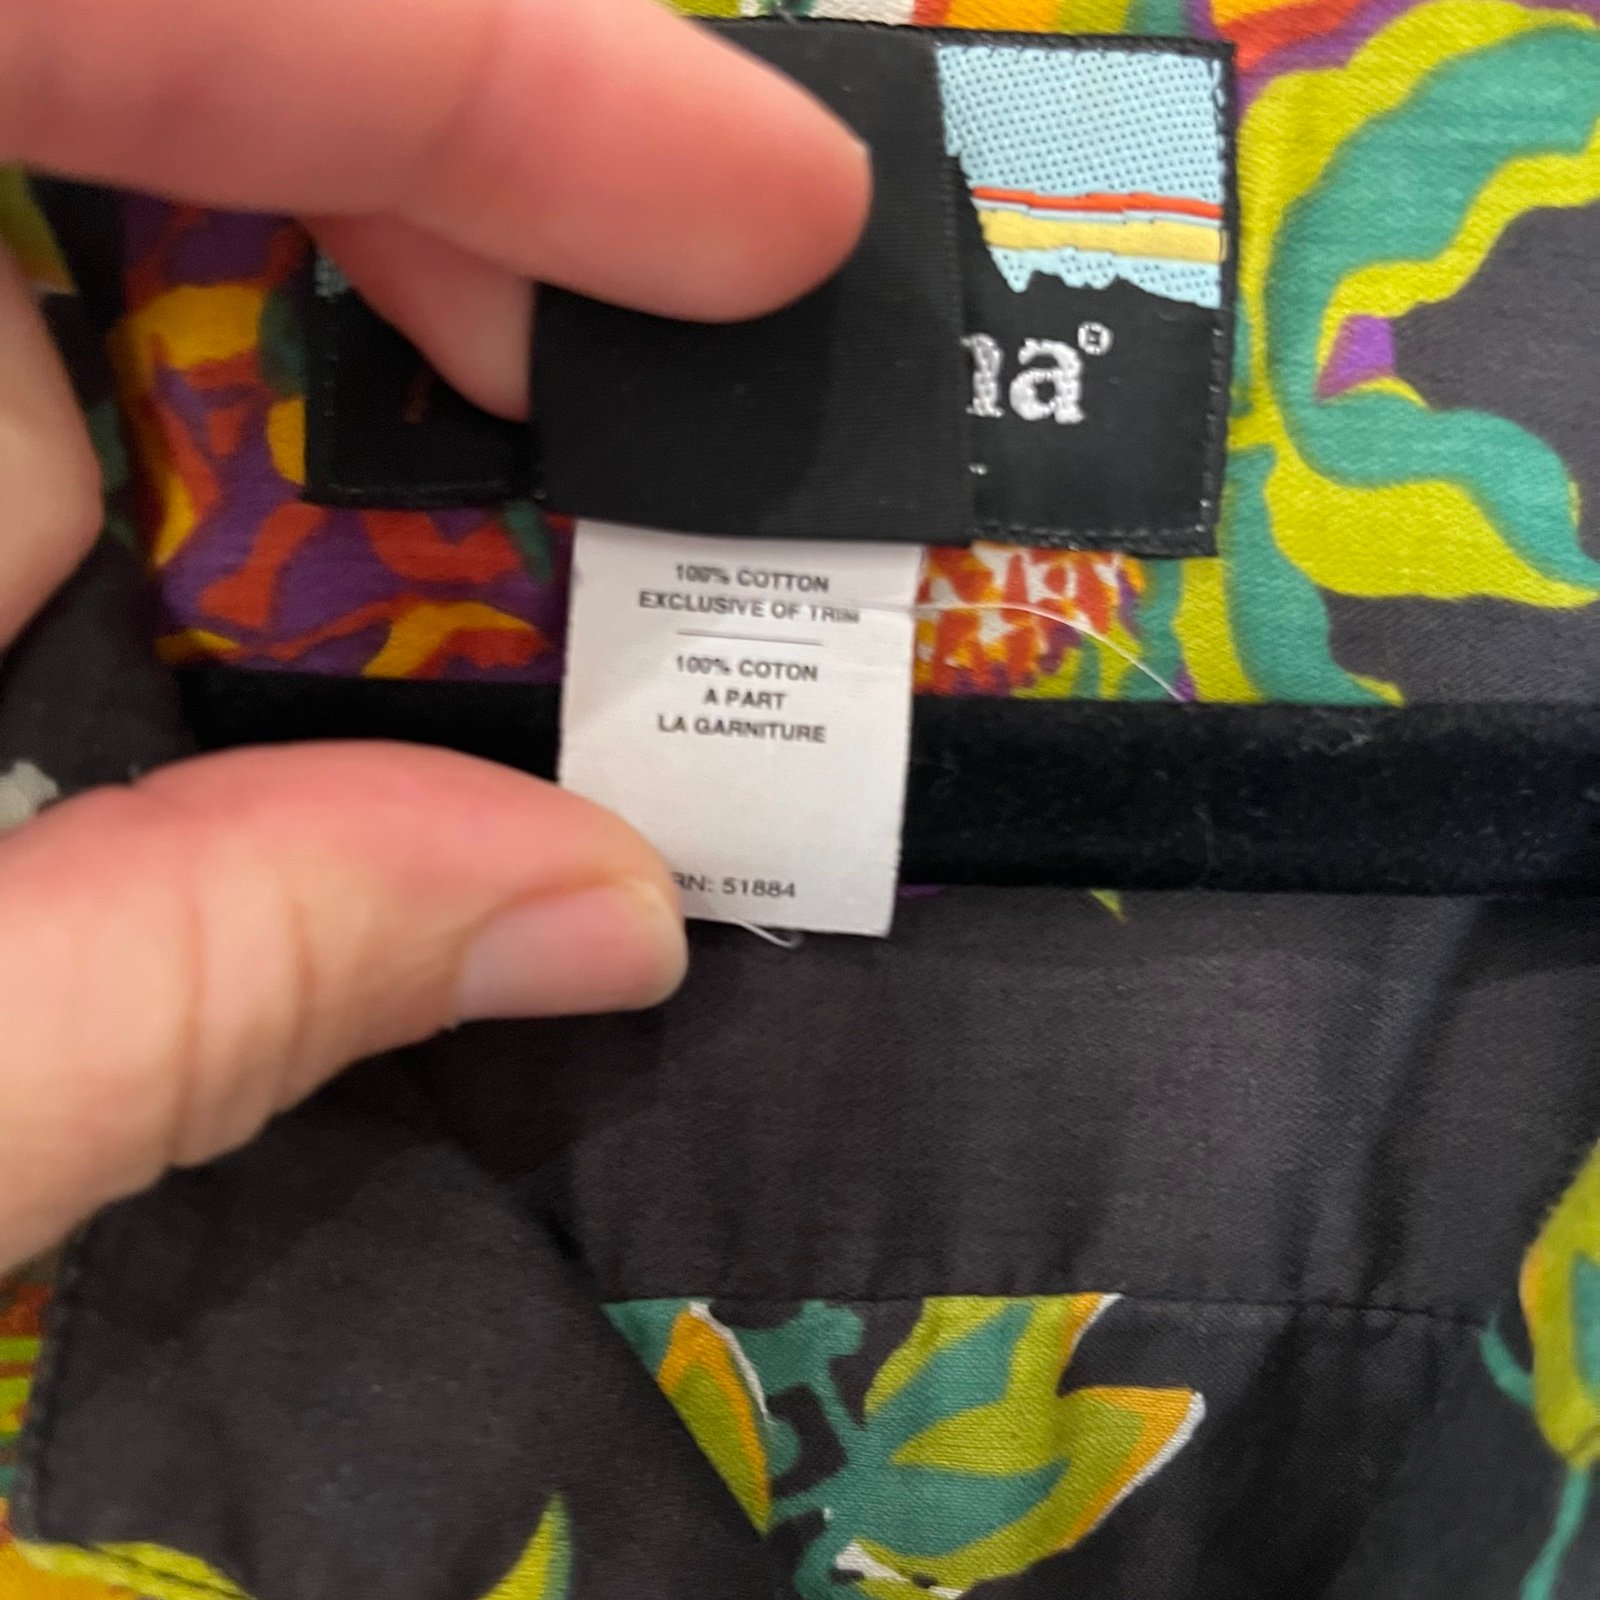 na®
100% COTTON
EXCLUSIVE OF TRIM
100% COTON
A PART
LA GARNITURE
RN: 51884